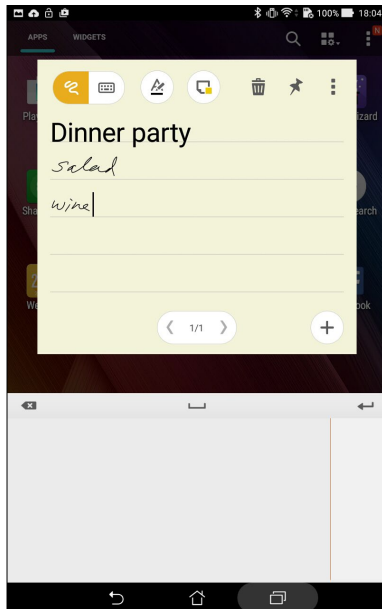 100% 18:04
APPS WIDGETS
N
Dinner party
salad
wine
1/1